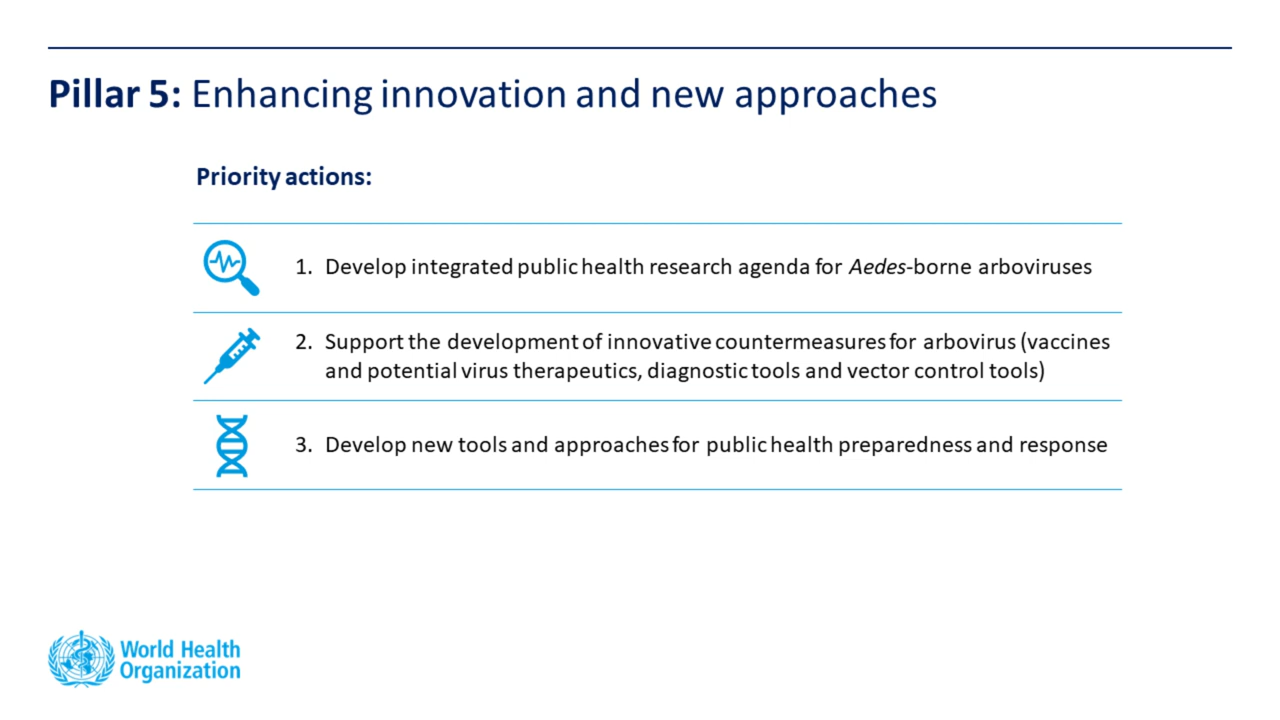 Pillar 5: Enhancing innovation and new approaches
Priority actions:
1. Develop integrated public health research agenda for Aedes-borne arboviruses
2. Support the development of innovative countermeasures for arbovirus (vaccines
and potential virus therapeutics, diagnostic tools and vector control tools)
3. Develop new tools and approaches for public health preparedness and response
World Health
Organization